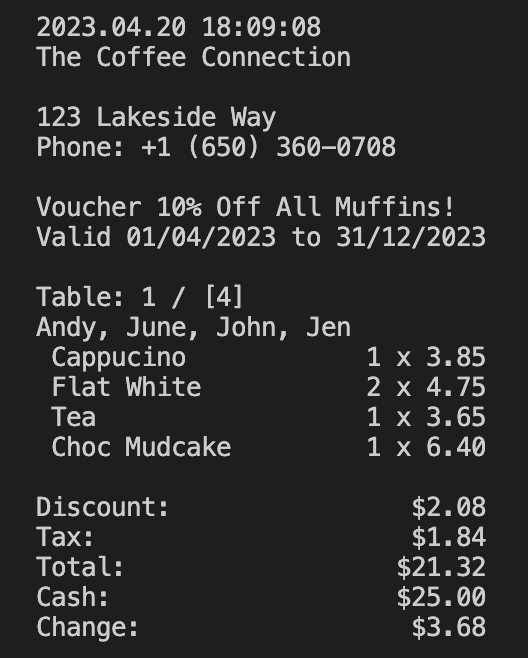 2023.04.20 18:09:08
The Coffee Connection
123 Lakeside Way
Phone: +1 (650) 360-0708
Voucher 10% Off All Muffins!
Valid 01/04/2023 to 31/12/2023
Table: 1 / [4]
Andy, June, John, Jen
Cappucino 1 x 3.85
Flat White 2 x 4.75
Tea 1 x 3.65
Choc Mudcake 1 x 6.40
Discount: $2.08
Tax: $1.84
Total: $21.32
Cash: $25.00
Change: $3.68